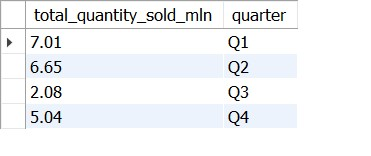 total_quantity_sold_mln quarter
7.01 Q1
6.65 Q2
2.08 Q3
5.04 Q4